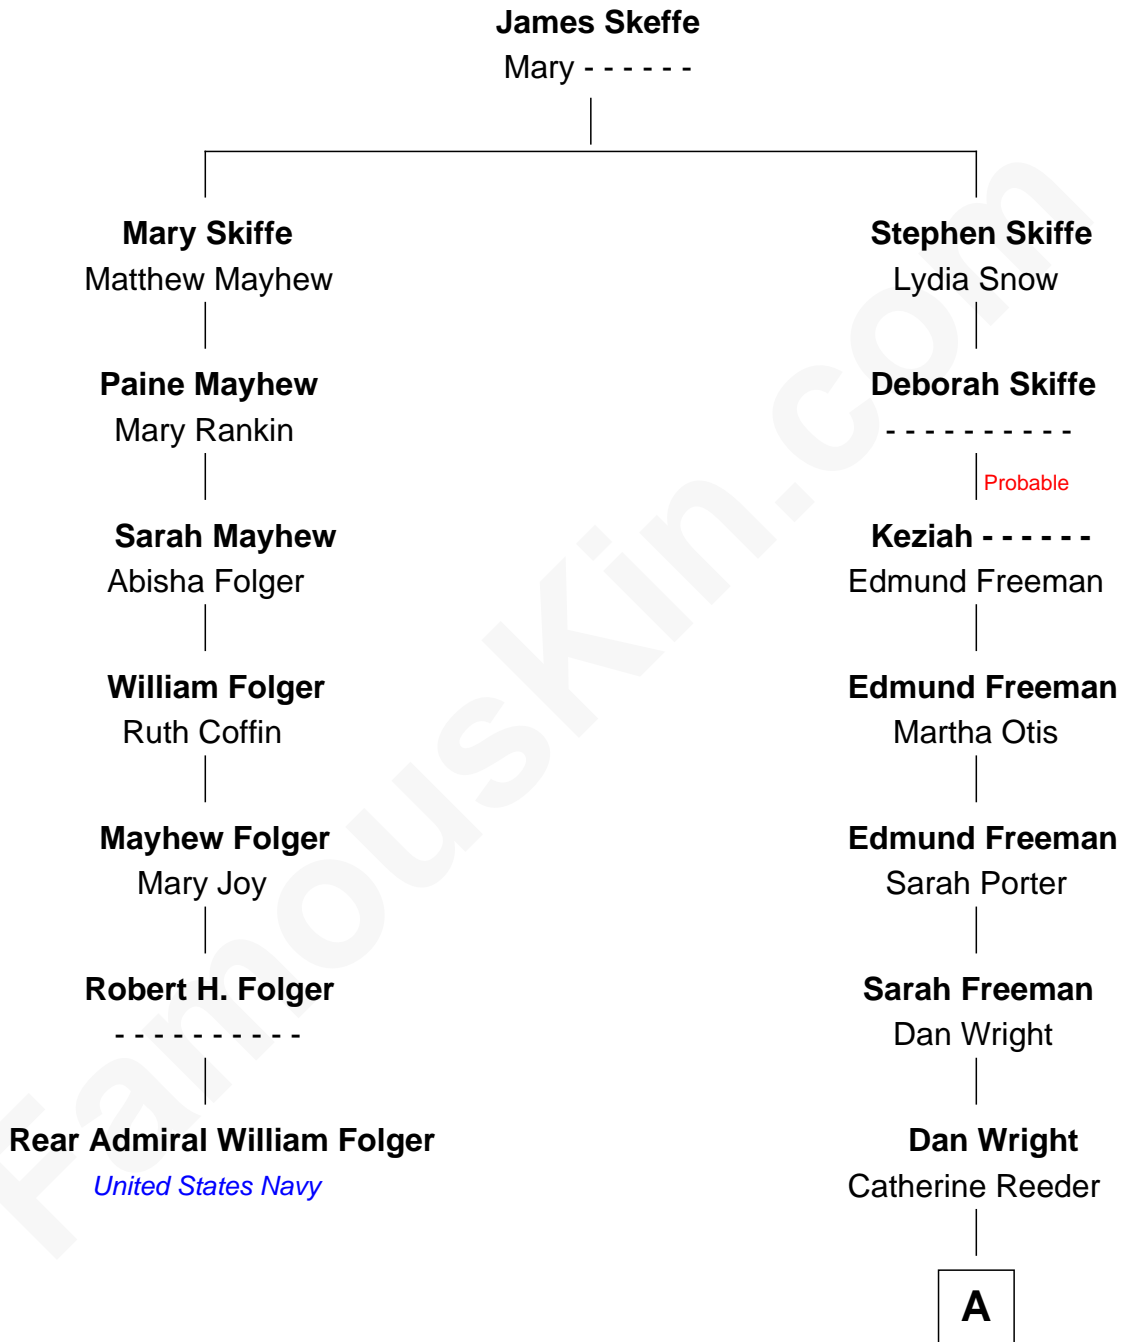 James Skeffe
Mary - - - - - -
Mary Skiffe
Matthew Mayhew
Stephen Skiffe
Lydia Snow
Paine Mayhew
Mary Rankin
Deborah Skiffe
- - - - - - - - - -
Probable
Sarah Mayhew
Abisha Folger
Keziah - - - - - -
Edmund Freeman
William Folger
Ruth Coffin
Edmund Freeman
Martha Otis
Mayhew Folger
Mary Joy
Edmund Freeman
Sarah Porter
Robert H. Folger
- - - - - - - - - -
Sarah Freeman
Dan Wright
Rear Admiral William Folger
United States Navy
Dan Wright
Catherine Reeder
A
FamousKin.com